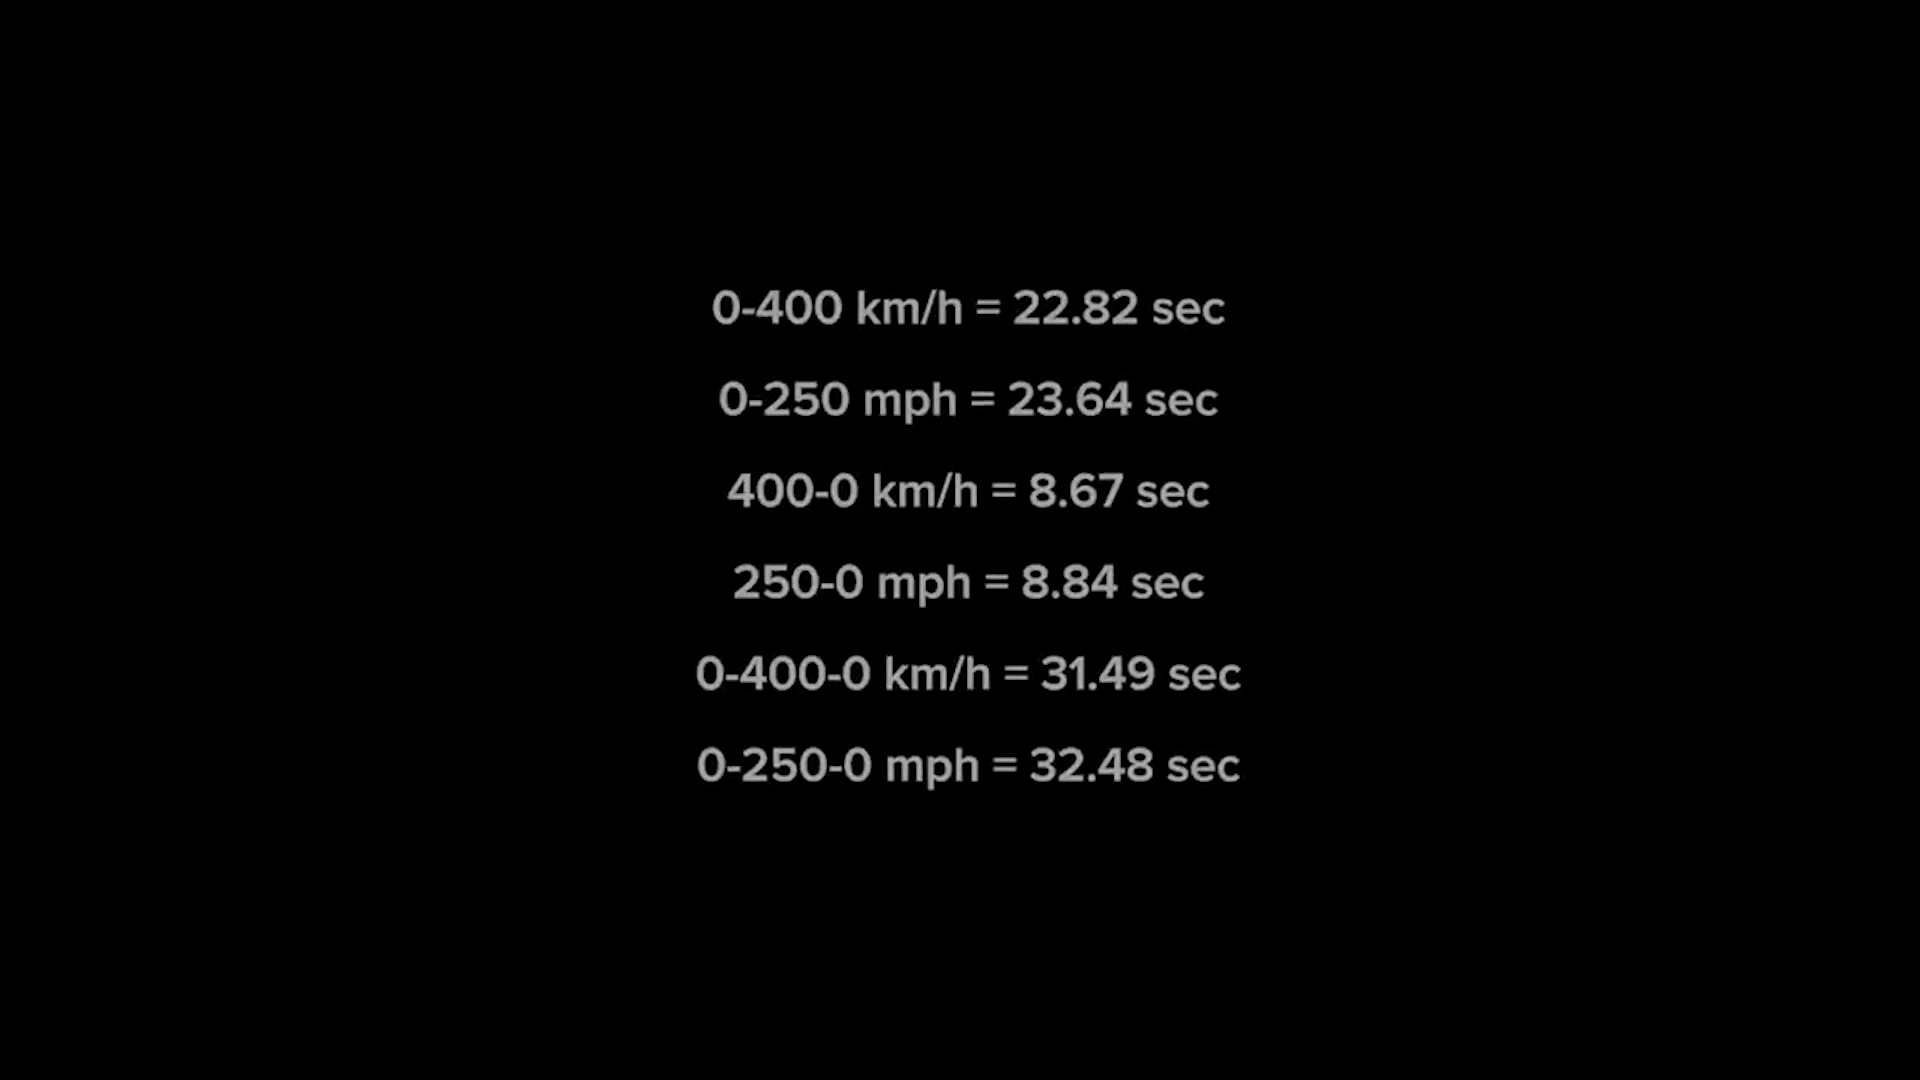 0-400 km/h = 22.82 sec
0-250 mph = 23.64 sec
400-0 km/h = 8.67 sec
250-0 mph = 8.84 sec
0-400-0 km/h = 31.49 sec
0-250-0 mph = 32.48 sec